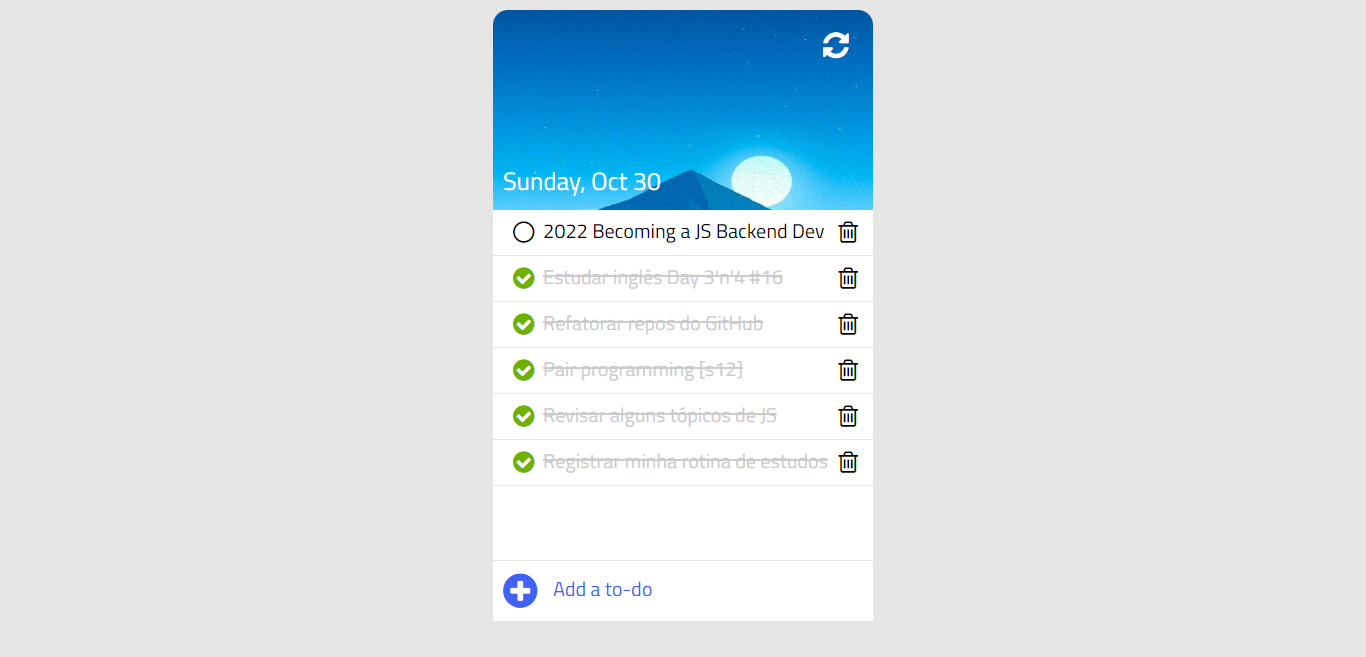 Sunday, Oct 30
2022 Becoming a JS Backend Dev
Estudar inglês Day 3'n'4 #16
Refatorar repos do GitHub
Pair programming [s12]
Revisar alguns tópicos de JS
Registrar minha rotina de estudos
Add a to-do